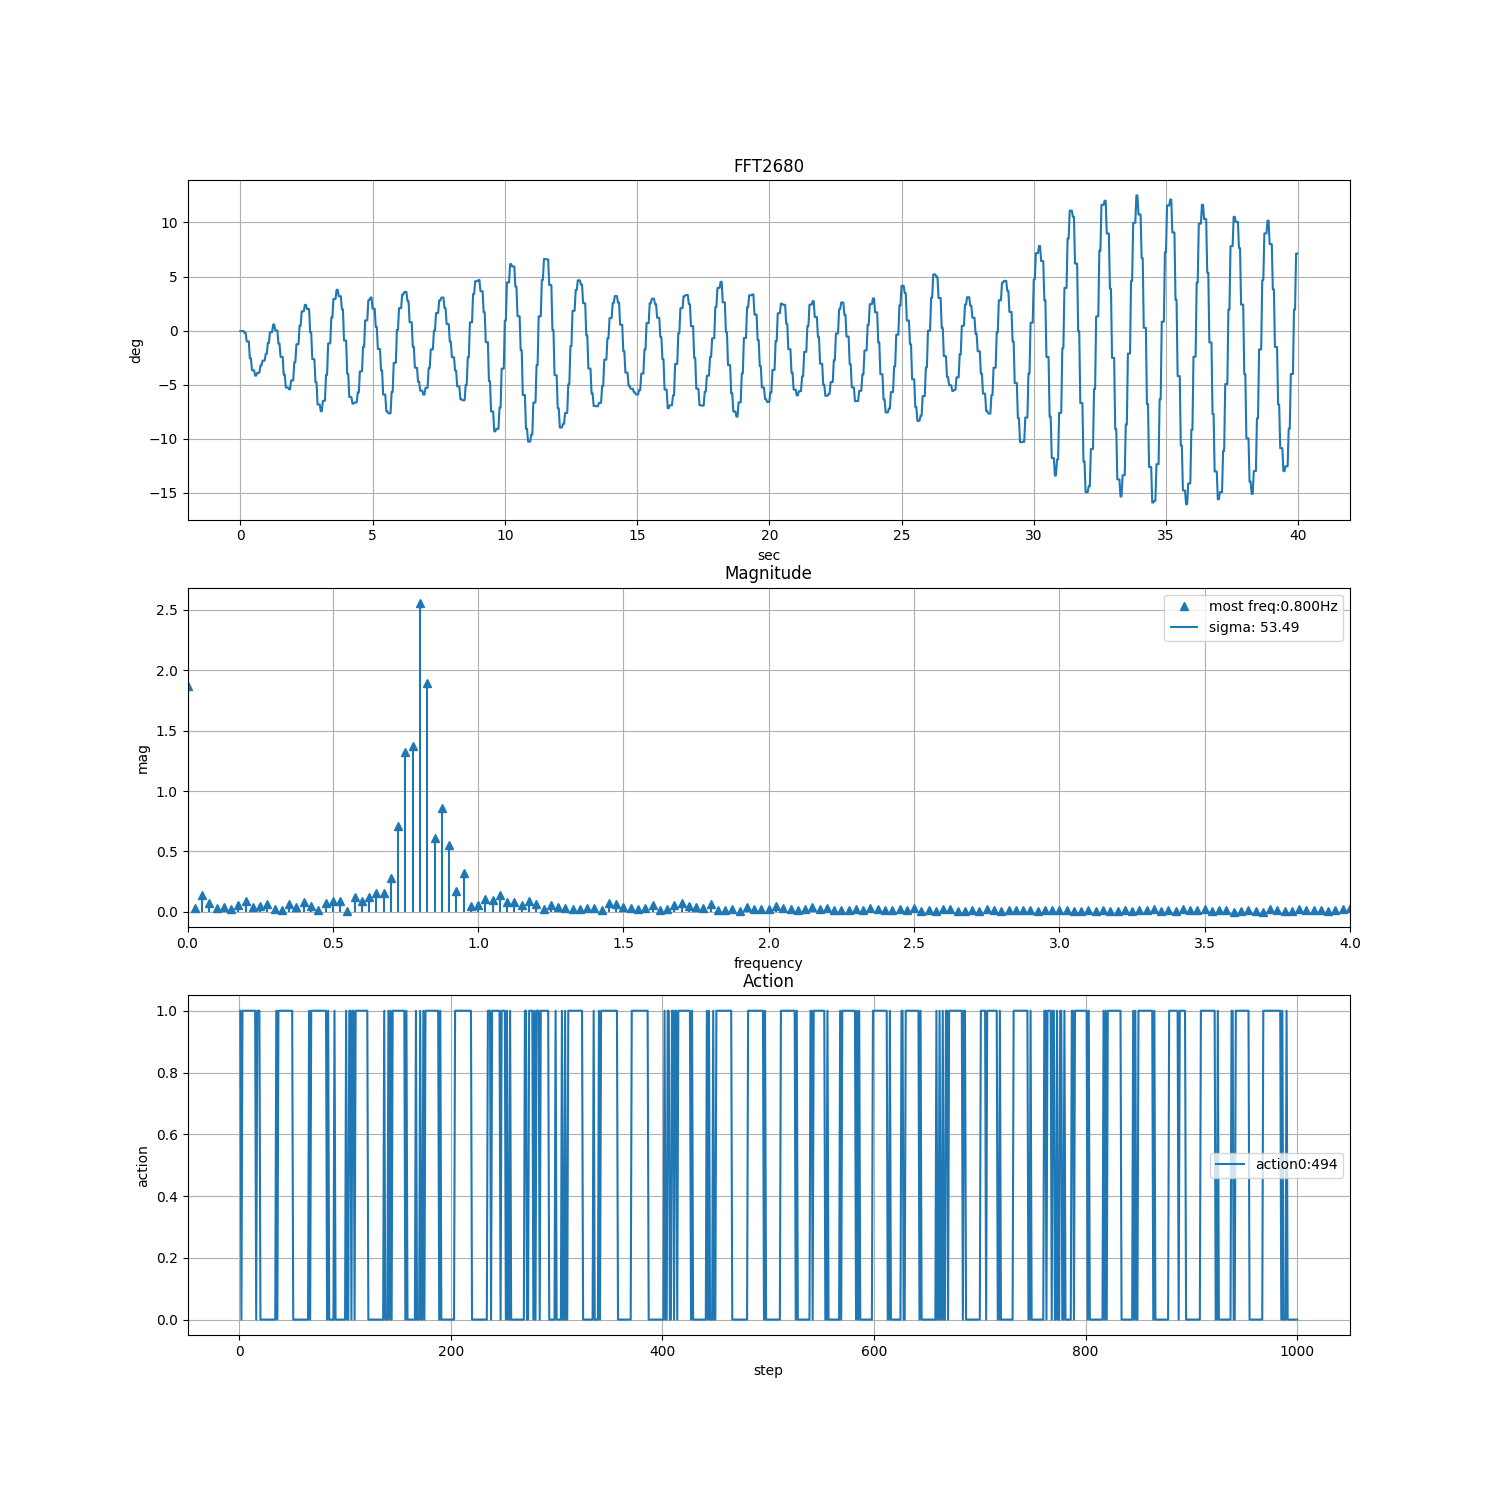 FFT2680
10
5
0
−5
−10
−15
deg
0 5 10 15 20 25 30 35 40
sec
Magnitude
most freq:0.800Hz
sigma: 53.49
2.5
2.0
1.5
1.0
0.5
0.0
mag
0.0 0.5 1.0 1.5 2.0 2.5 3.0 3.5 4.0
frequency
Action
1.0
0.8
0.6
0.4
0.2
0.0
action
action0:494
0 200 400 600 800 1000
step